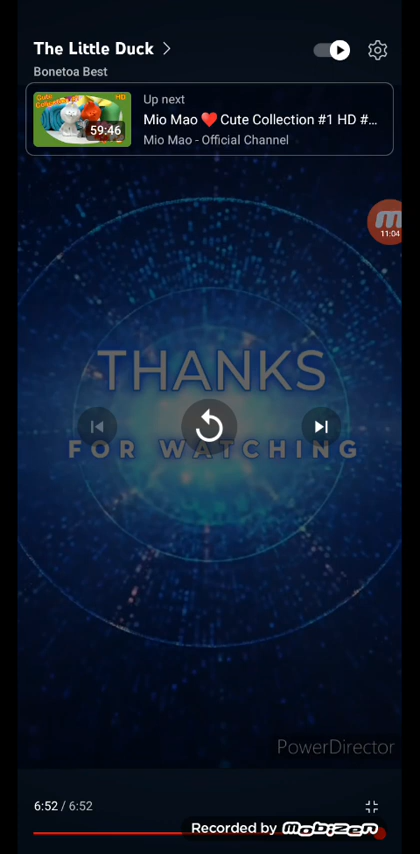 The Little Duck
Bonetoa Best
Cute
Collection #1
HD
59:46
Up next
Mio Mao ❤️ Cute Collection #1 HD #...
Mio Mao - Official Channel
11:04
THANKS
FOR WATCHING
PowerDirector
6:52 / 6:52
Recorded by MOBIZEN